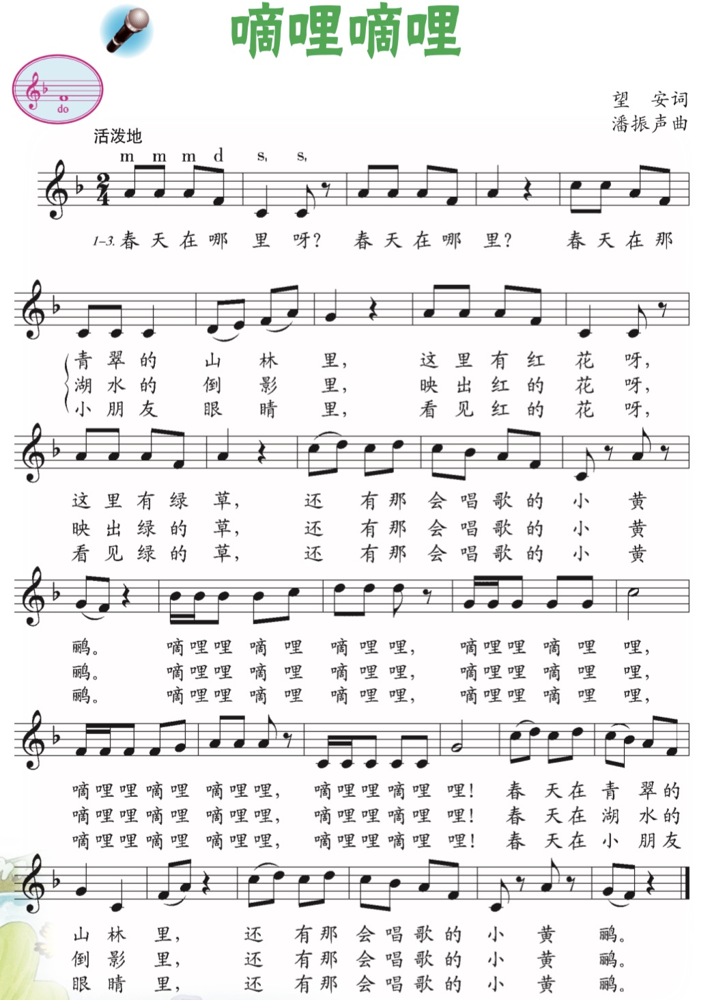 嘀哩嘀哩
do
望　安词
潘振声曲
活泼地
m m m d s, s,
2
4
1-3. 春天在哪里呀？ 春天在哪里？ 春天在那
青翠的 山林里， 这里有红花呀，
湖水的 倒影里， 映出红的花呀，
小朋友 眼睛里， 看见红的花呀，
这里有绿草， 还有那会唱歌的小黄
映出绿的草， 还有那会唱歌的小黄
看见绿的草， 还有那会唱歌的小黄
鹂。 嘀哩哩嘀哩 嘀哩哩， 嘀哩哩嘀哩哩，
鹂。 嘀哩哩嘀哩 嘀哩哩， 嘀哩哩嘀哩哩，
鹂。 嘀哩哩嘀哩 嘀哩哩， 嘀哩哩嘀哩哩，
嘀哩哩嘀哩 嘀哩哩， 嘀哩哩嘀哩哩！ 春天在青翠的
嘀哩哩嘀哩 嘀哩哩， 嘀哩哩嘀哩哩！ 春天在湖水的
嘀哩哩嘀哩 嘀哩哩， 嘀哩哩嘀哩哩！ 春天在小朋友
山林里， 还有那会唱歌的小黄鹂。
倒影里， 还有那会唱歌的小黄鹂。
眼睛里， 还有那会唱歌的小黄鹂。